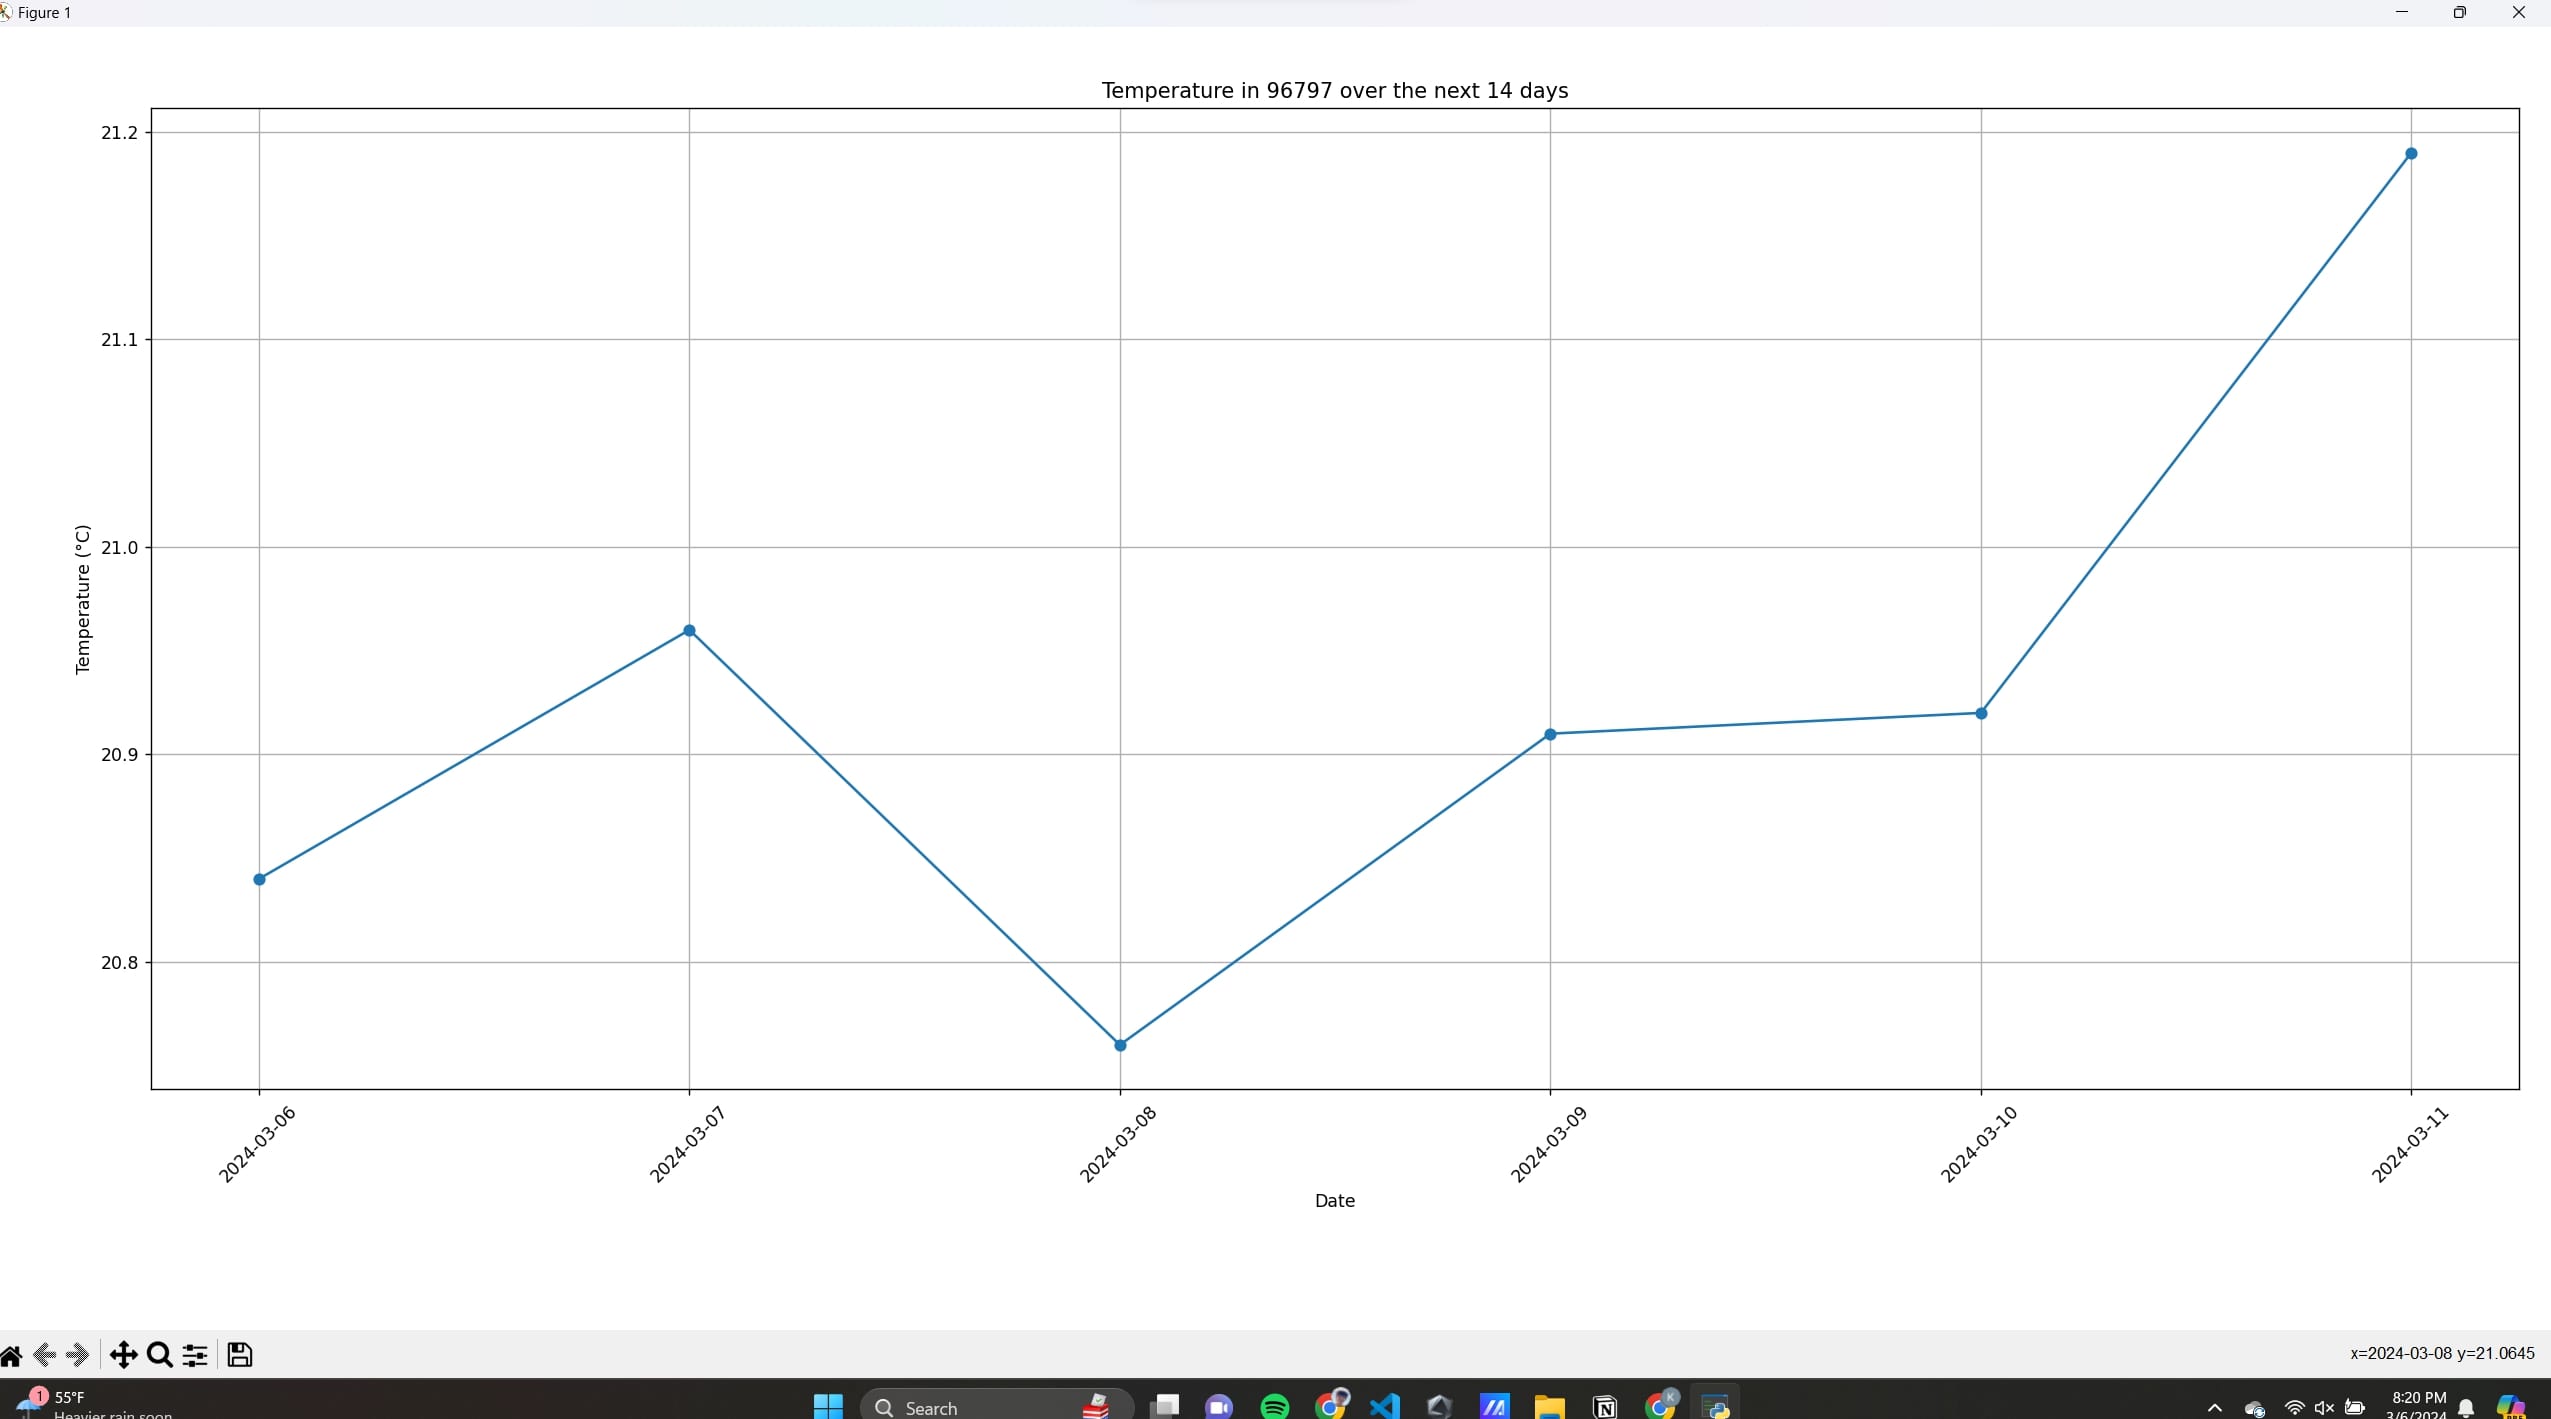 Figure 1
Temperature in 96797 over the next 14 days
21.2
21.1
21.0
20.9
20.8
Temperature (°C)
2024-03-06
2024-03-07
2024-03-08
2024-03-09
2024-03-10
2024-03-11
Date
x=2024-03-08 y=21.0645
1
55°F
Heavier rain soon
Search
N
K
8:20 PM
3/6/2024
PRE